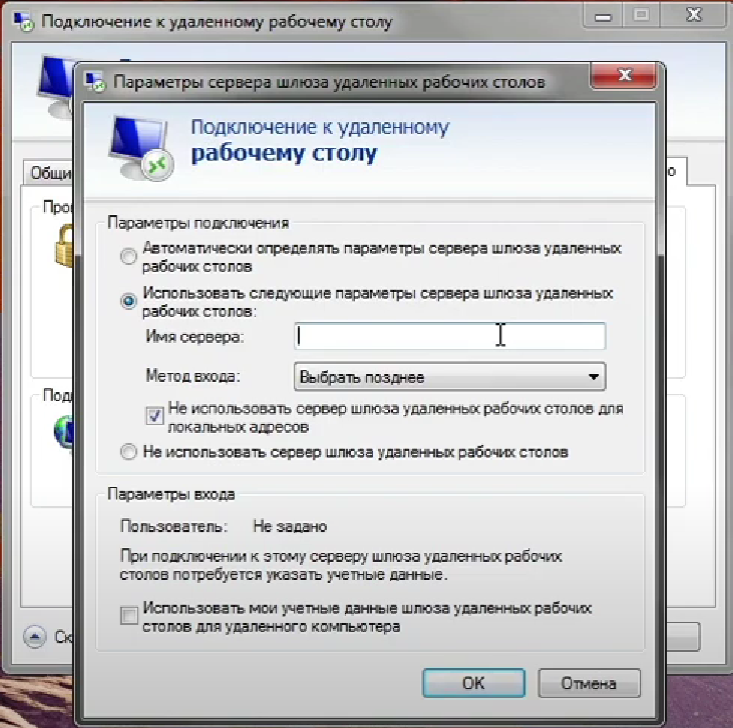 Подключение к удаленному рабочему столу
Параметры сервера шлюза удаленных рабочих столов
Подключение к удаленному
рабочему столу
Параметры подключения
Автоматически определять параметры сервера шлюза удаленных
рабочих столов
Использовать следующие параметры сервера шлюза удаленных
рабочих столов:
Имя сервера:
Метод входа:
Выбрать позднее
Не использовать сервер шлюза удаленных рабочих столов для
локальных адресов
Не использовать сервер шлюза удаленных рабочих столов
Параметры входа
Пользователь:
Не задано
При подключении к этому серверу шлюза удаленных рабочих
столов потребуется указать учетные данные.
Использовать мои учетные данные шлюза удаленных рабочих
столов для удаленного компьютера
OK
Отмена